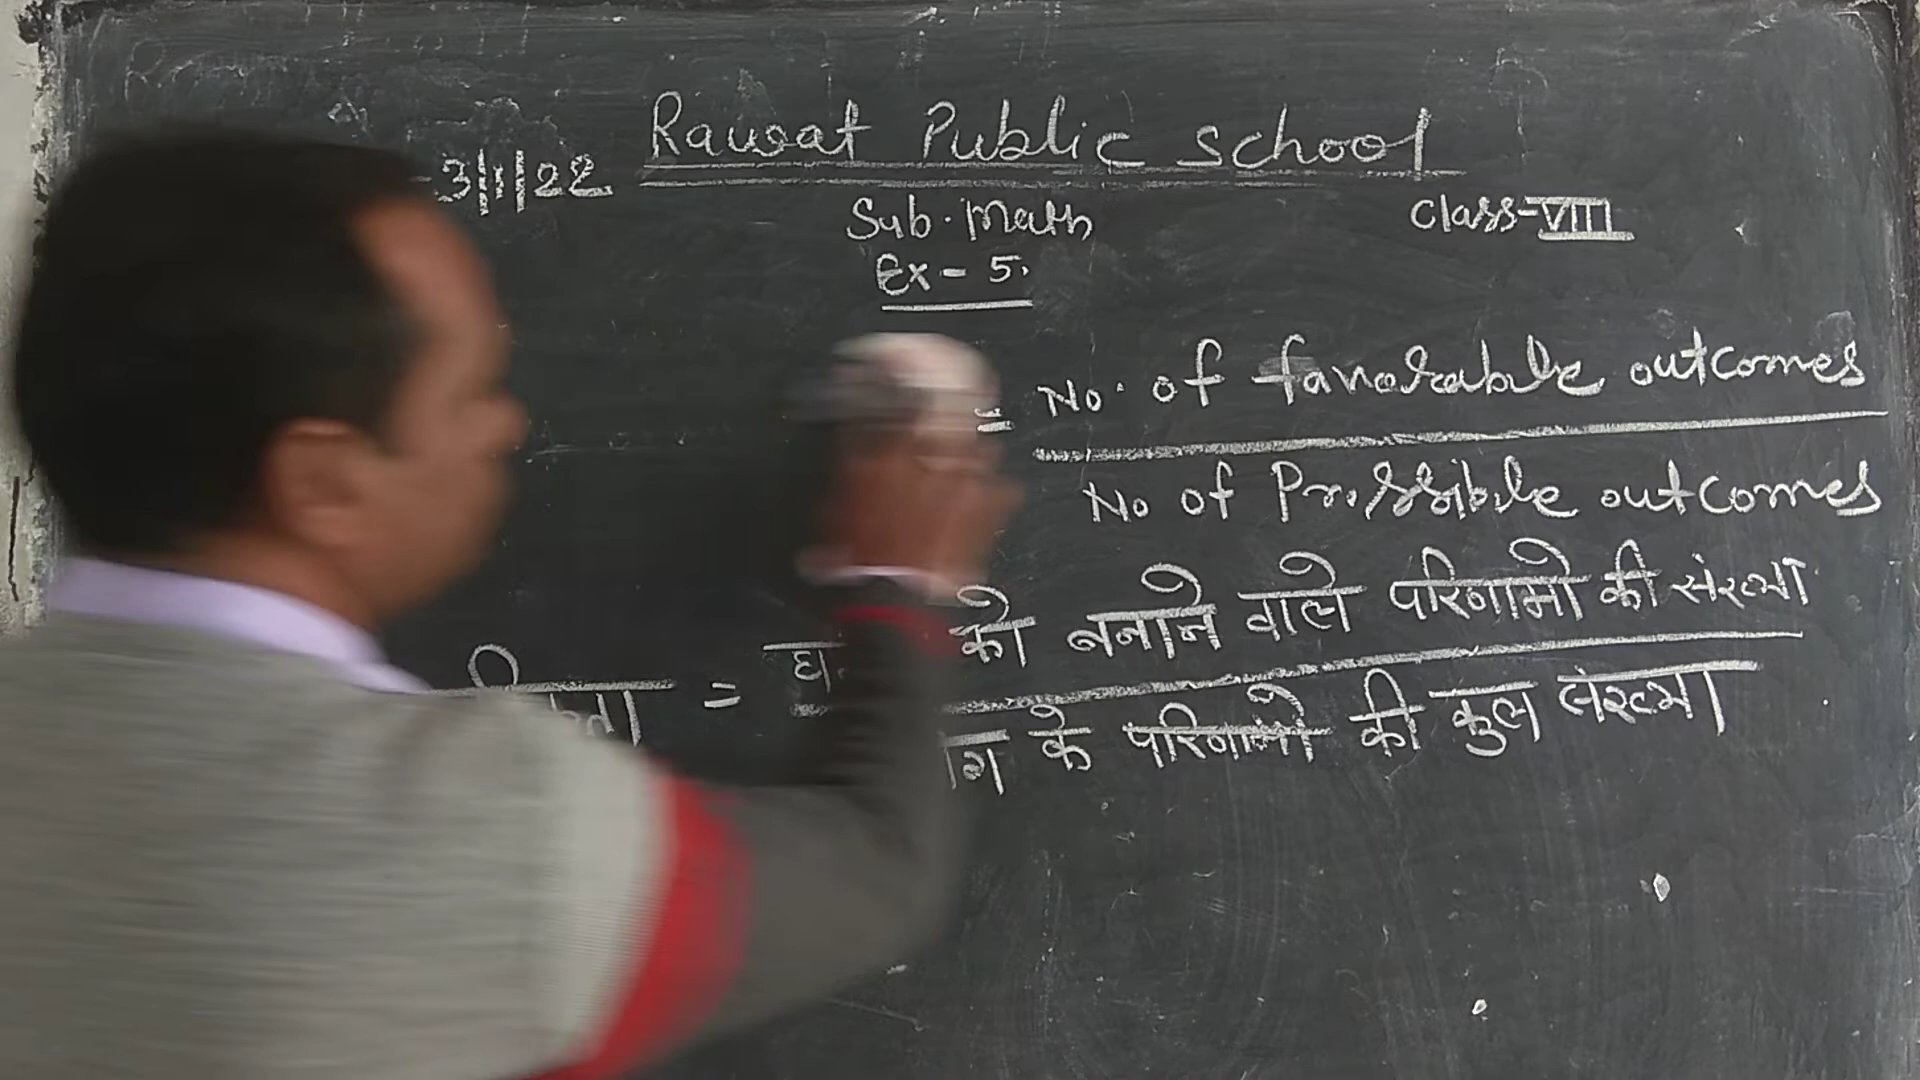 3/1/22 Rawat Public School
Sub. Math Class-VIII
Ex - 5.
= No. of favorable outcomes
No of Possible outcomes
= को बनाने वाले परिणामो की संख्या
के परिणामो की कुल संख्या